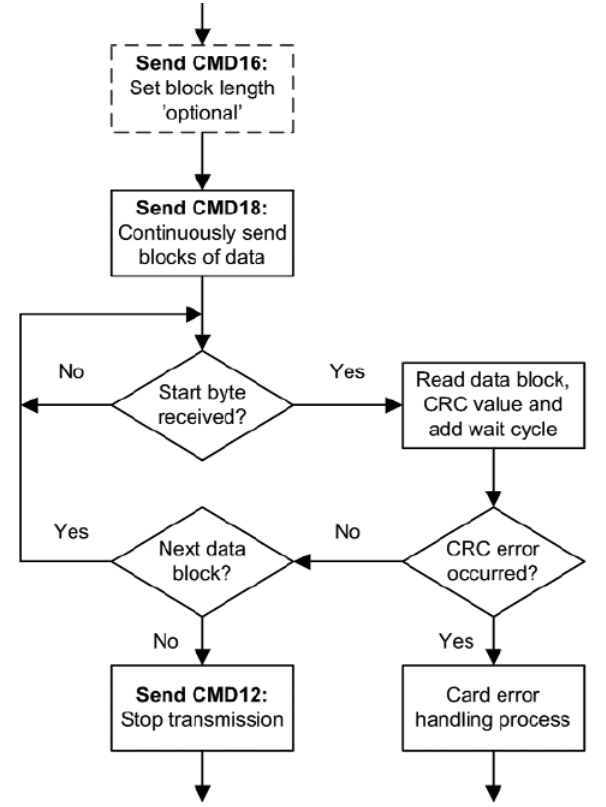 Send CMD16:
Set block length
'optional'
Send CMD18:
Continuously send
blocks of data
No
Yes
Start byte
received?
Read data block,
CRC value and
add wait cycle
Yes
Next data
block?
No
CRC error
occurred?
No
Yes
Send CMD12:
Stop transmission
Card error
handling process